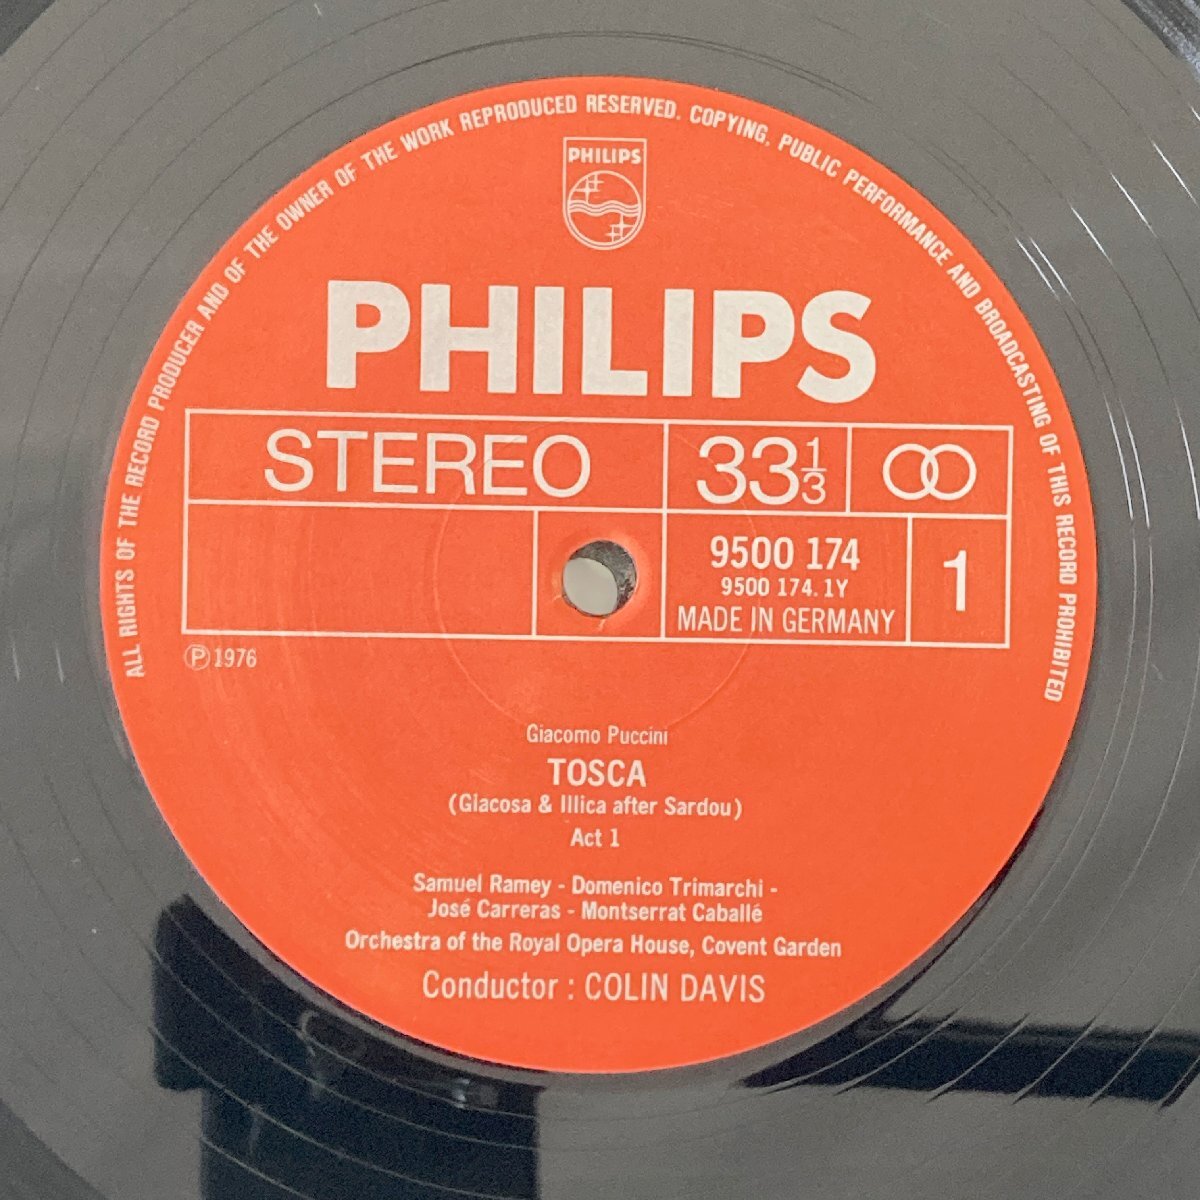 ALL RIGHTS OF THE RECORD PRODUCER AND OF THE OWNER OF THE WORK REPRODUCED RESERVED. COPYING, PUBLIC PERFORMANCE AND BROADCASTING OF THIS RECORD PROHIBITED
PHILIPS
PHILIPS
STEREO 33 1/3
9500 174
9500 174.1Y
MADE IN GERMANY
1
℗ 1976
Giacomo Puccini
TOSCA
(Giacosa & Illica after Sardou)
Act 1
Samuel Ramey - Domenico Trimarchi -
José Carreras - Montserrat Caballé
Orchestra of the Royal Opera House, Covent Garden
Conductor : COLIN DAVIS